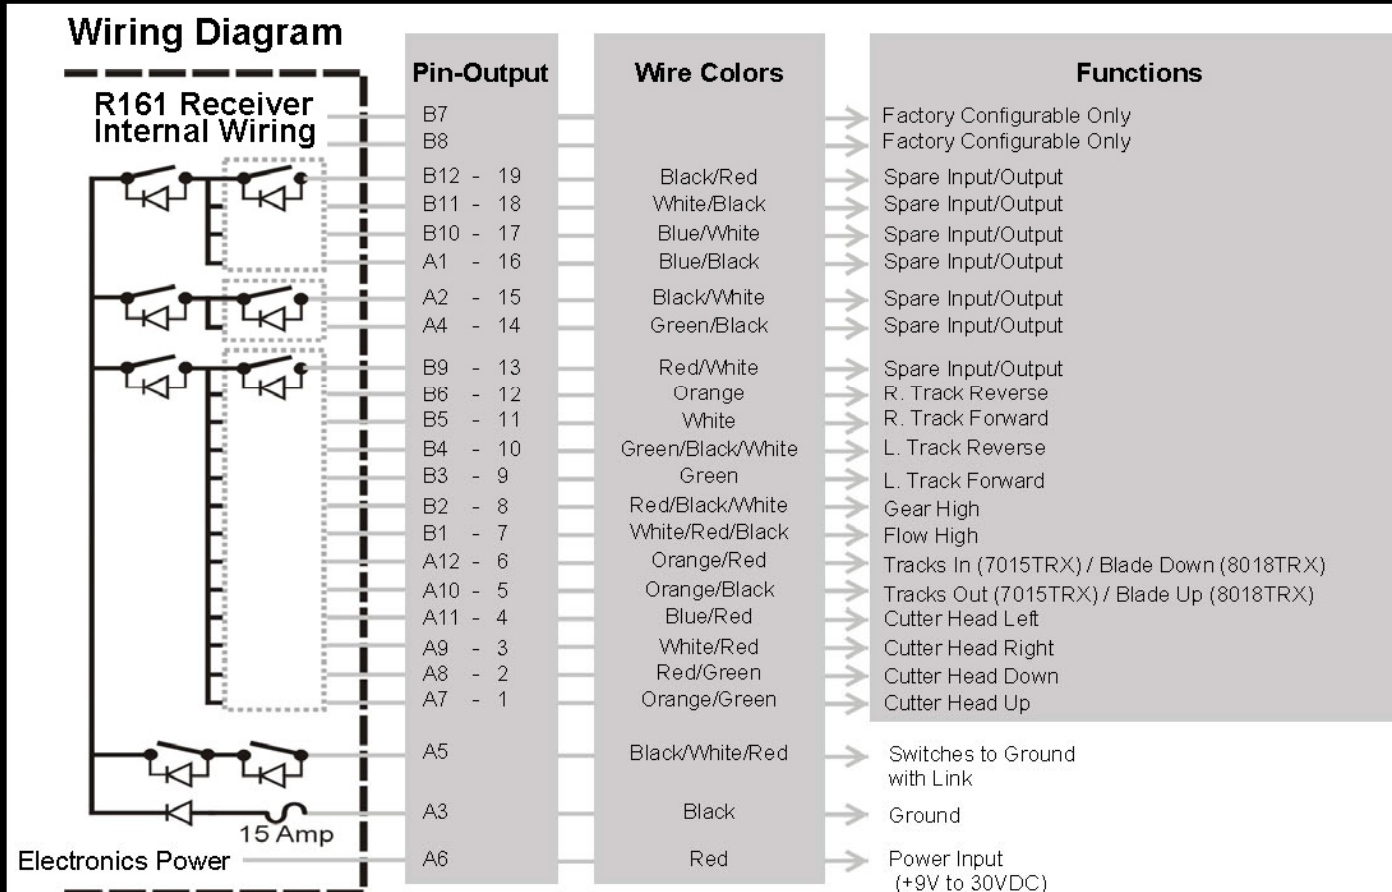 Wiring Diagram
Pin-Output Wire Colors Functions
R161 Receiver
Internal Wiring
B7 Factory Configurable Only
B8 Factory Configurable Only
B12 - 19 Black/Red Spare Input/Output
B11 - 18 White/Black Spare Input/Output
B10 - 17 Blue/White Spare Input/Output
A1 - 16 Blue/Black Spare Input/Output
A2 - 15 Black/White Spare Input/Output
A4 - 14 Green/Black Spare Input/Output
B9 - 13 Red/White Spare Input/Output
B6 - 12 Orange R. Track Reverse
B5 - 11 White R. Track Forward
B4 - 10 Green/Black/White L. Track Reverse
B3 - 9 Green L. Track Forward
B2 - 8 Red/Black/White Gear High
B1 - 7 White/Red/Black Flow High
A12 - 6 Orange/Red Tracks In (7015TRX) / Blade Down (8018TRX)
A10 - 5 Orange/Black Tracks Out (7015TRX) / Blade Up (8018TRX)
A11 - 4 Blue/Red Cutter Head Left
A9 - 3 White/Red Cutter Head Right
A8 - 2 Red/Green Cutter Head Down
A7 - 1 Orange/Green Cutter Head Up
A5 Black/White/Red Switches to Ground
with Link
15 Amp A3 Black Ground
Electronics Power A6 Red Power Input
(+9V to 30VDC)